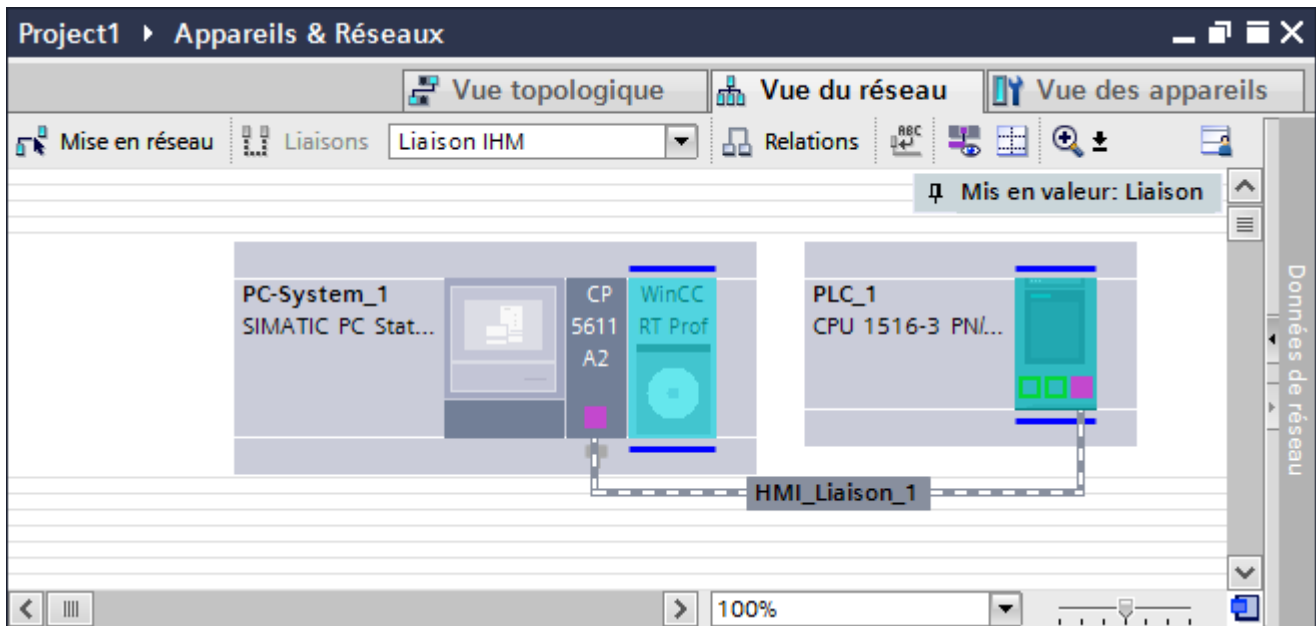 Project1 ▸ Appareils & Réseaux
Vue topologique
Vue du réseau
Vue des appareils
Mise en réseau
Liaisons
Liaison IHM
Relations
ABC
Mis en valeur: Liaison
PC-System_1
SIMATIC PC Stat...
CP
5611
A2
WinCC
RT Prof
PLC_1
CPU 1516-3 PN/...
HMI_Liaison_1
Données de réseau
100%